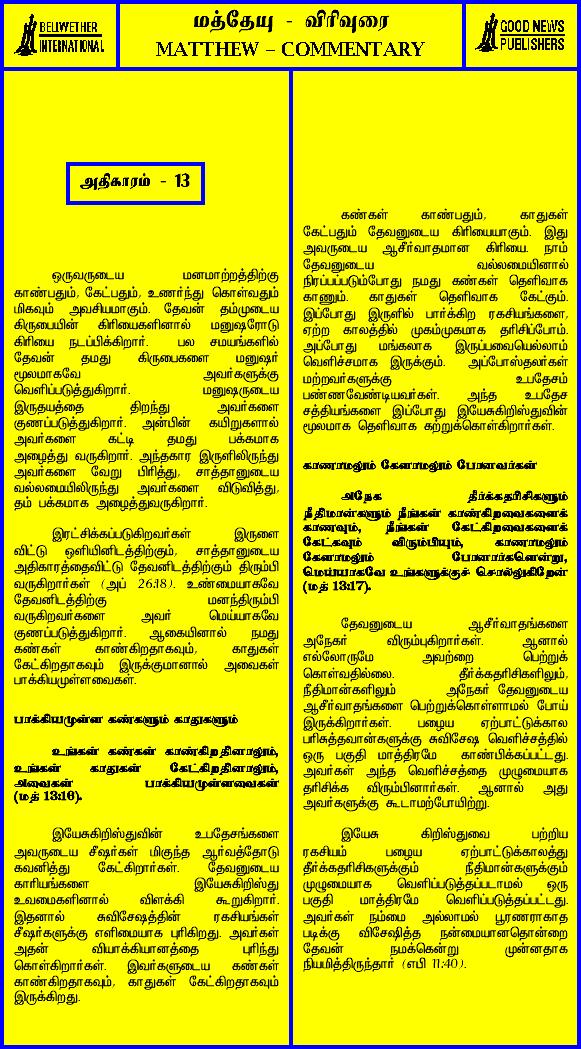 BELIWETHER
INTERNATIONAL
மத்தேயு - விரிவுரை
MATTHEW – COMMENTARY
GOOD NEWS
PUBLISHERS
அதிகாரம் - 13
ஒருவருடைய மனமாற்றத்திற்கு
காண்பதும், கேட்பதும், உணர்ந்து கொள்வதும்
மிகவும் அவசியமாகும். தேவன் தம்முடைய
கிருபையின் கிரியைகளினால் மனுஷரோடு
கிரியை நடப்பிக்கிறார். பல சமயங்களில்
தேவன் தமது கிருபைகளை மனுஷர்
மூலமாகவே அவர்களுக்கு
வெளிப்படுத்துகிறார். மனுஷருடைய
இருதயத்தை திறந்து அவர்களை
குணப்படுத்துகிறார். அன்பின் கயிறுகளால்
அவர்களை கட்டி தமது பக்கமாக
அழைத்து வருகிறார். அந்தகார இருளிலிருந்து
அவர்களை வேறு பிரித்து, சாத்தானுடைய
வல்லமையிலிருந்து அவர்களை விடுவித்து,
தம் பக்கமாக அழைத்துவருகிறார்.
இரட்சிக்கப்படுகிறவர்கள் இருளை
விட்டு ஒளியினிடத்திற்கும், சாத்தானுடைய
அதிகாரத்தைவிட்டு தேவனிடத்திற்கும் திரும்பி
வருகிறார்கள் (அப் 26:18). உண்மையாகவே
தேவனிடத்திற்கு மனந்திரும்பி
வருகிறவர்களை அவர் மெய்யாகவே
குணப்படுத்துகிறார். ஆகையினால் நமது
கண்கள் காண்கிறதாகவும், காதுகள்
கேட்கிறதாகவும் இருக்குமானால் அவைகள்
பாக்கியமுள்ளவைகள்.
பாக்கியமுள்ள கண்களும் காதுகளும்
உங்கள் கண்கள் காண்கிறதினாலும்,
உங்கள் காதுகள் கேட்கிறதினாலும்,
அவைகள் பாக்கியமுள்ளவைகள்
(மத் 13:16).
இயேசுகிறிஸ்துவின் உபதேசங்களை
அவருடைய சீஷர்கள் மிகுந்த ஆர்வத்தோடு
கவனித்து கேட்கிறார்கள். தேவனுடைய
காரியங்களை இயேசுகிறிஸ்து
உவமைகளினால் விளக்கி கூறுகிறார்.
இதனால் சுவிசேஷத்தின் ரகசியங்கள்
சீஷர்களுக்கு எளிமையாக புரிகிறது. அவர்கள்
அதன் வியாக்கியானத்தை புரிந்து
கொள்கிறார்கள். இவர்களுடைய கண்கள்
காண்கிறதாகவும், காதுகள் கேட்கிறதாகவும்
இருக்கிறது.
கண்கள் காண்பதும், காதுகள்
கேட்பதும் தேவனுடைய கிரியையாகும். இது
அவருடைய ஆசீர்வாதமான கிரியை. நாம்
தேவனுடைய வல்லமையினால்
நிரப்பப்படும்போது நமது கண்கள் தெளிவாக
காணும். காதுகள் தெளிவாக கேட்கும்.
இப்போது இருளில் பார்க்கிற ரகசியங்களை,
ஏற்ற காலத்தில் முகம்முகமாக தரிசிப்போம்.
அப்போது மங்கலாக இருப்பவையெல்லாம்
வெளிச்சமாக இருக்கும். அப்போஸ்தலர்கள்
மற்றவர்களுக்கு உபதேசம்
பண்ணவேண்டியவர்கள். அந்த உபதேச
சத்தியங்களை இப்போது இயேசுகிறிஸ்துவின்
மூலமாக தெளிவாக கற்றுக்கொள்கிறார்கள்.
காணாமலும் கேளாமலும் போனவர்கள்
அநேக தீர்க்கதரிசிகளும்
நீதிமான்களும் நீங்கள் காண்கிறவைகளைக்
காணவும், நீங்கள் கேட்கிறவைகளைக்
கேட்கவும் விரும்பியும், காணாமலும்
கேளாமலும் போனார்களென்று,
மெய்யாகவே உங்களுக்குச் சொல்லுகிறேன்
(மத் 13:17).
தேவனுடைய ஆசீர்வாதங்களை
அநேகர் விரும்புகிறார்கள். ஆனால்
எல்லோருமே அவற்றை பெற்றுக்
கொள்வதில்லை. தீர்க்கதரிசிகளிலும்,
நீதிமான்களிலும் அநேகர் தேவனுடைய
ஆசீர்வாதங்களை பெற்றுக்கொள்ளாமல் போய்
இருக்கிறார்கள். பழைய ஏற்பாட்டுக்கால
பரிசுத்தவான்களுக்கு சுவிசேஷ வெளிச்சத்தில்
ஒரு பகுதி மாத்திரமே காண்பிக்கப்பட்டது.
அவர்கள் அந்த வெளிச்சத்தை முழுமையாக
தரிசிக்க விரும்பினார்கள். ஆனால் அது
அவர்களுக்கு கூடாமற்போயிற்று.
இயேசு கிறிஸ்துவை பற்றிய
ரகசியம் பழைய ஏற்பாட்டுக்காலத்து
தீர்க்கதரிசிகளுக்கும் நீதிமான்களுக்கும்
முழுமையாக வெளிப்படுத்தப்படாமல் ஒரு
பகுதி மாத்திரமே வெளிப்படுத்தப்பட்டது.
அவர்கள் நம்மை அல்லாமல் பூரணராகாத
படிக்கு விசேஷித்த நன்மையானதொன்றை
தேவன் நமக்கென்று முன்னதாக
நியமித்திருந்தார் (எபி 11:40).